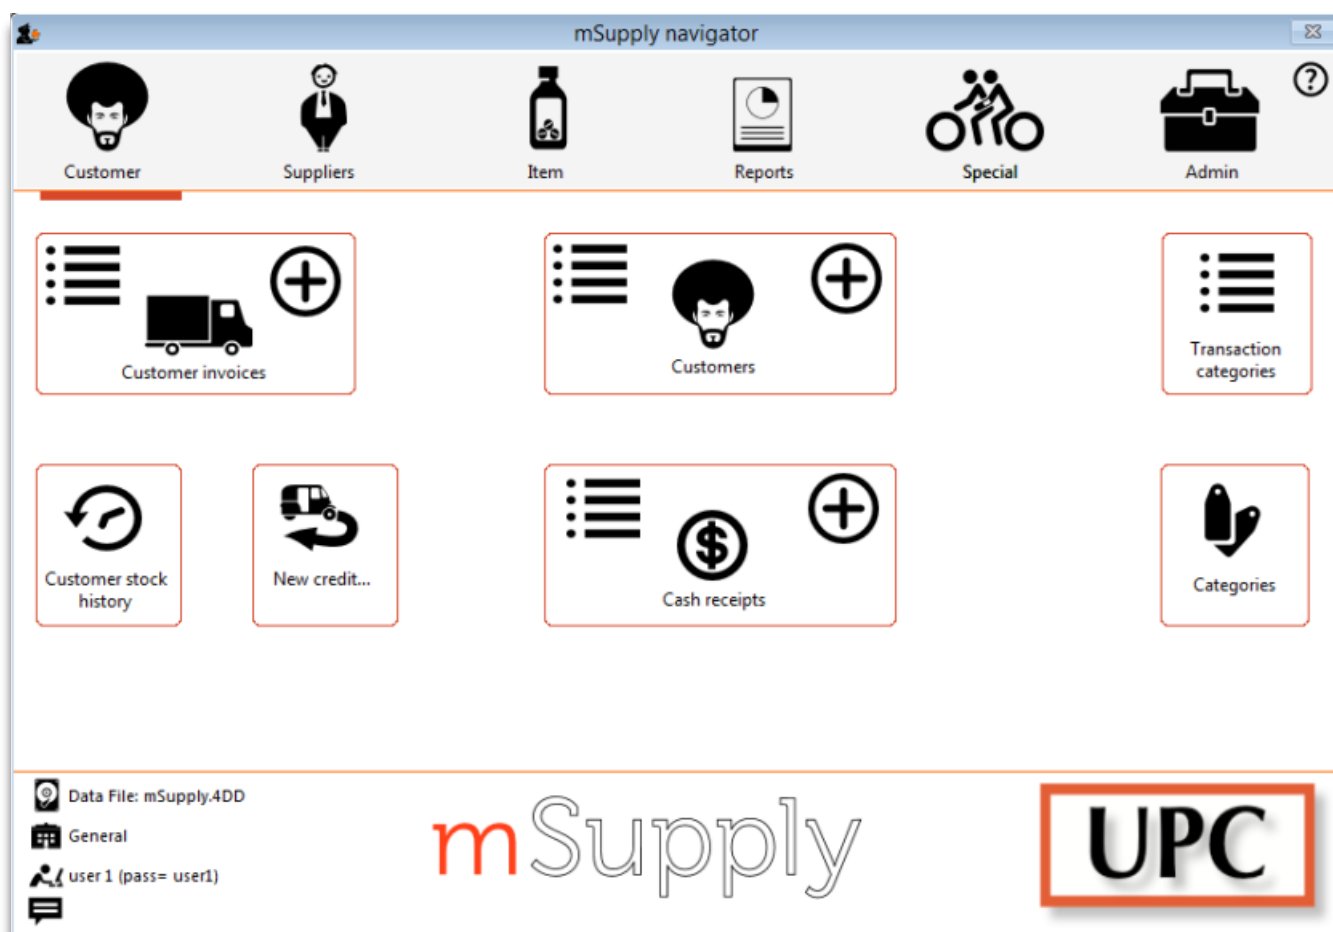 mSupply navigator
Customer
Suppliers
Item
Reports
Special
Admin
Customer invoices
Customers
Transaction
categories
Customer stock
history
New credit...
Cash receipts
Categories
Data File: mSupply.4DD
General
user 1 (pass= user1)
mSupply
UPC